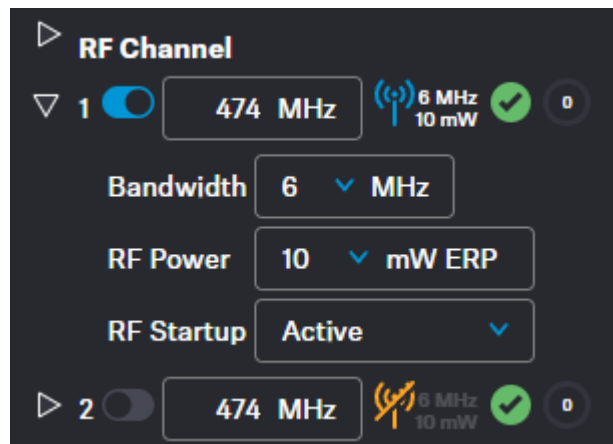 RF Channel
1 474 MHz 6 MHz 10 mW 0
Bandwidth 6 MHz
RF Power 10 mW ERP
RF Startup Active
2 474 MHz 6 MHz 10 mW 0